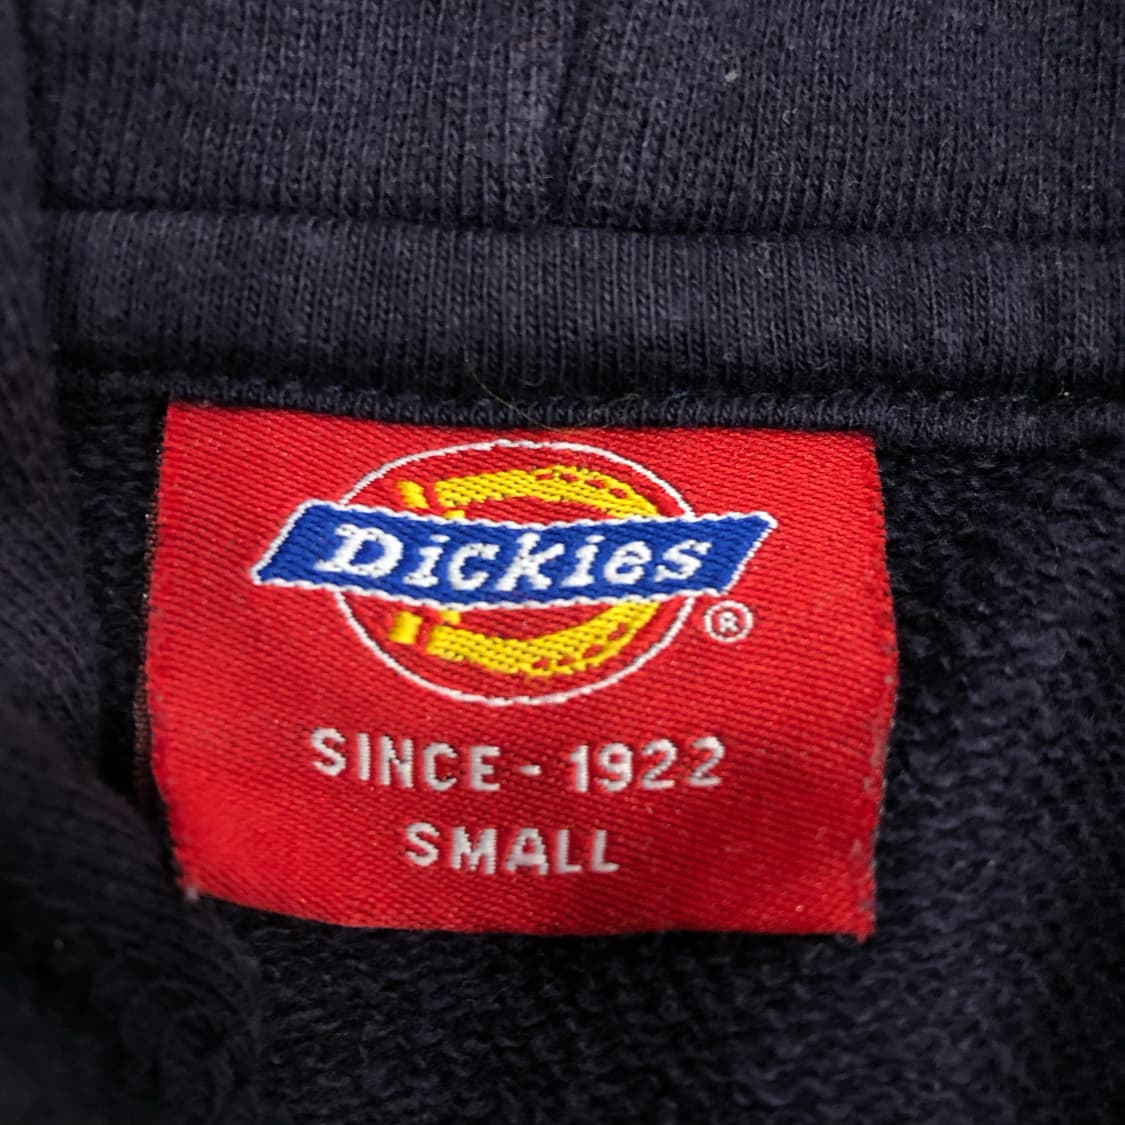 Dickies
®
SINCE - 1922
SMALL